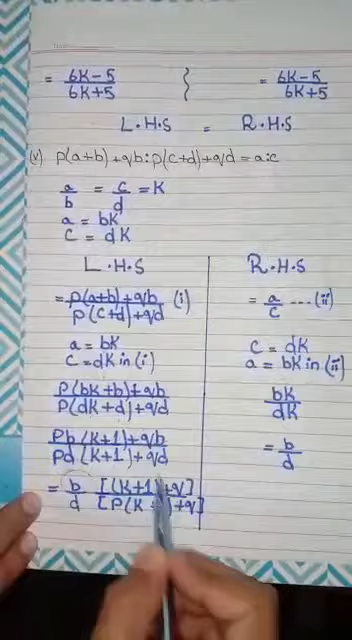 = 6K-5/6K+5 } = 6K-5/6K+5
L.H.S = R.H.S
(v) p(a+b)+qb:p(c+d)+qd=a:c
a/b = c/d = K
a = bK
C = dK
L.H.S
= p(a+b)+qb/p(c+d)+qd (i)
a = bK
C = dK in (i)
p(bK+b)+qb/p(dK+d)+qd
Pb(K+1)+qb/Pd(K+1)+qd
= b/d [(K+1)+q]/[P(K )+q]
R.H.S
= a/c ---(ii)
C = dK
a = bK in (ii)
bK/dK
= b/d